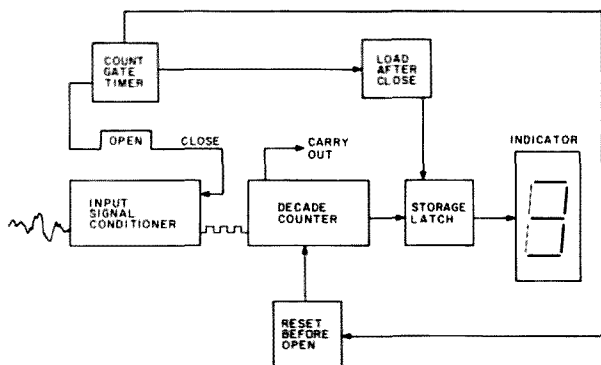 COUNT
GATE
TIMER
LOAD
AFTER
CLOSE
OPEN
CLOSE
CARRY
OUT
INDICATOR
INPUT
SIGNAL
CONDITIONER
DECADE
COUNTER
STORAGE
LATCH
RESET
BEFORE
OPEN